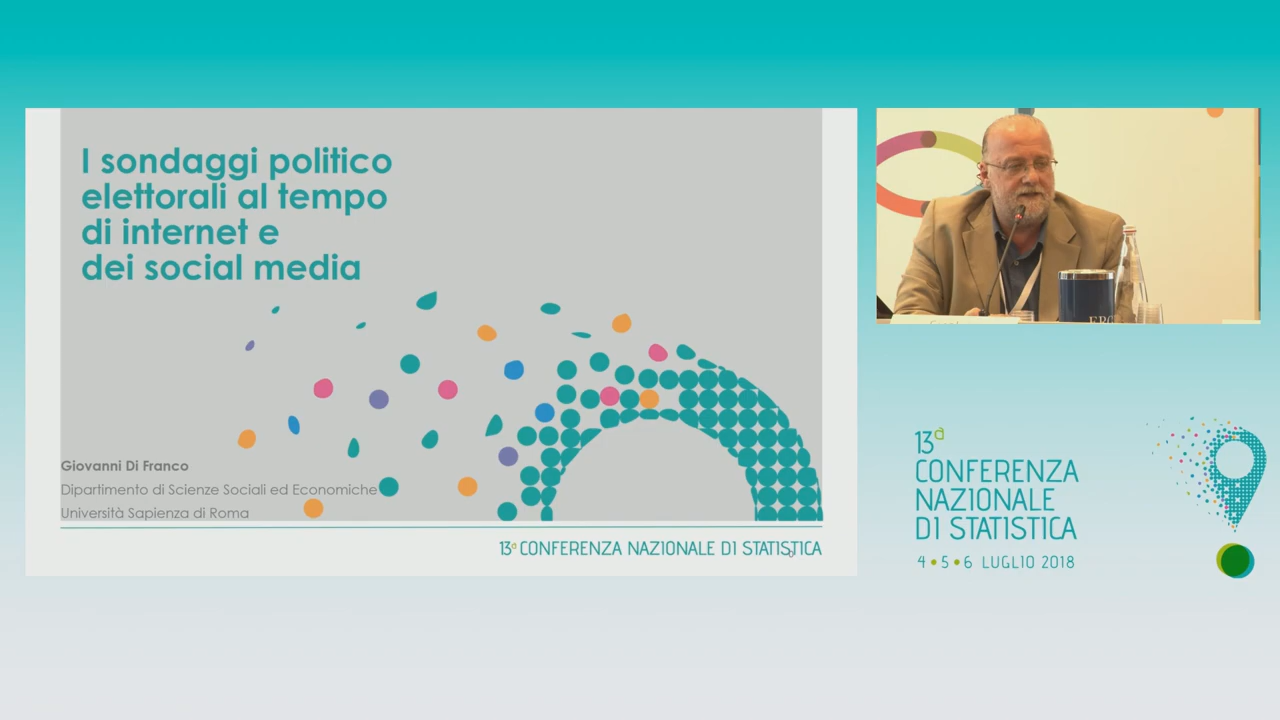 I sondaggi politico
elettorali al tempo
di internet e
dei social media
Giovanni Di Franco
Dipartimento di Scienze Sociali ed Economiche
Università Sapienza di Roma
13ª CONFERENZA NAZIONALE DI STATISTICA
13ª
CONFERENZA
NAZIONALE
DI STATISTICA
4 • 5 • 6 LUGLIO 2018